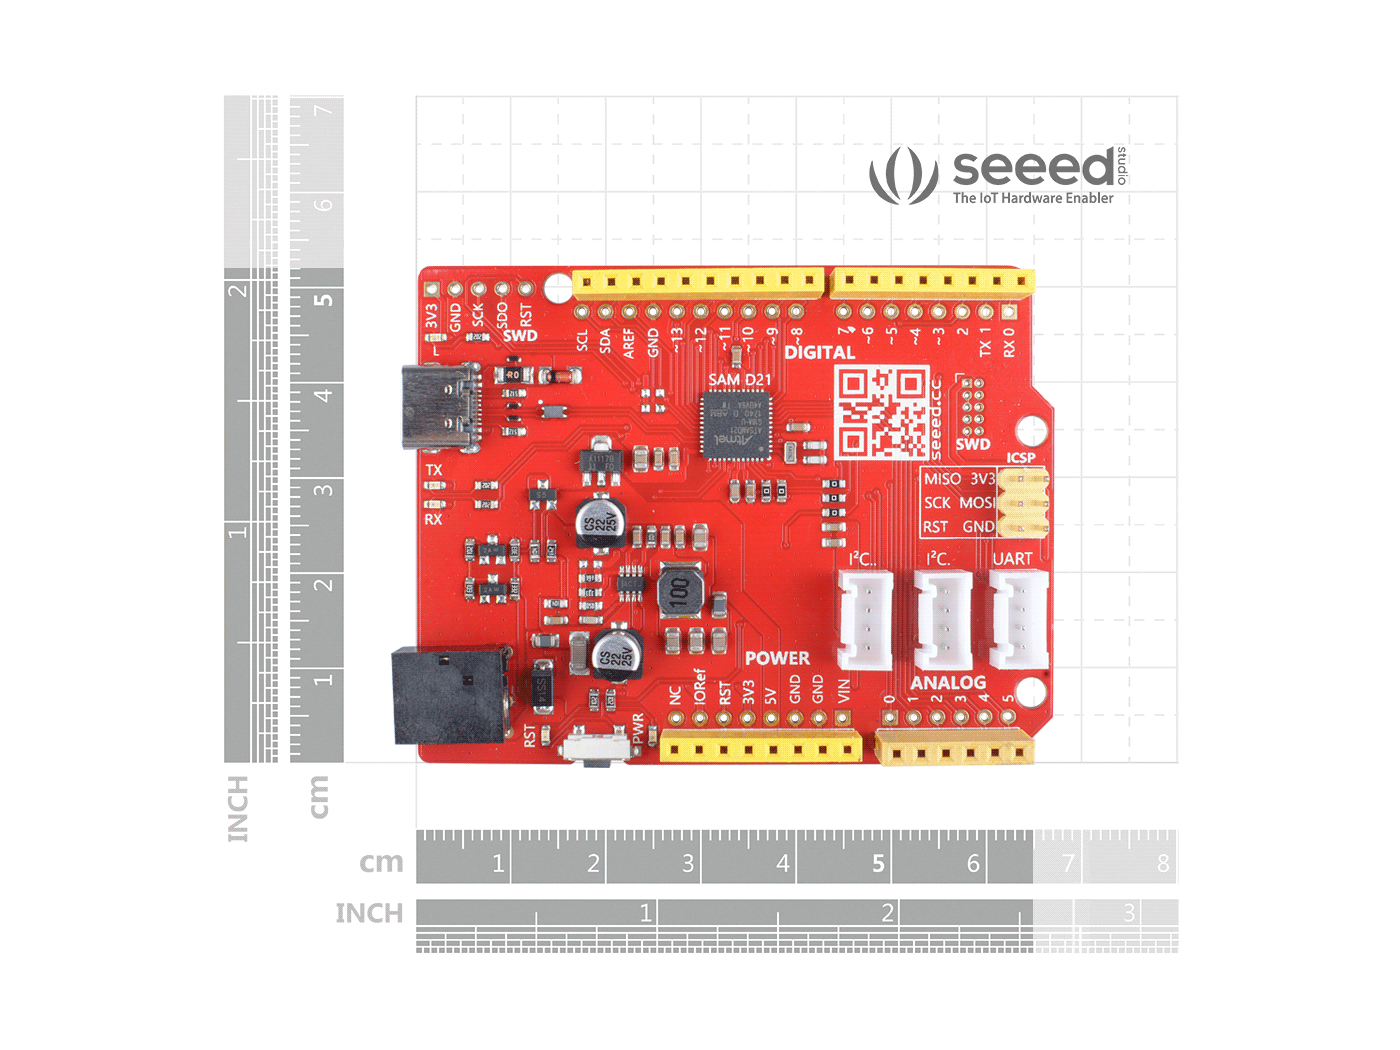 seeed
studio
The IoT Hardware Enabler
7
6
5
4
3
2
1
cm
2
1
INCH
3V3
GND
SCK
SDO
RST
SWD
L
SCL
SDA
AREF
GND
~13
~12
~11
~10
~9
~8
7
~6
~5
~4
~3
2
TX 1
RX 0
DIGITAL
SAM D21
Atmel
seeed.cc
SWD
ICSP
MISO 3V3
SCK MOSI
RST GND
R0
TX
RX
CS
22
25V
100
CS
22
25V
SS14
I²C..
I²C.
UART
POWER
ANALOG
NC
IORef
RST
3V3
5V
GND
GND
VIN
0
1
2
3
4
5
RST
PWR
cm 1 2 3 4 5 6 7 8
INCH 1 2 3